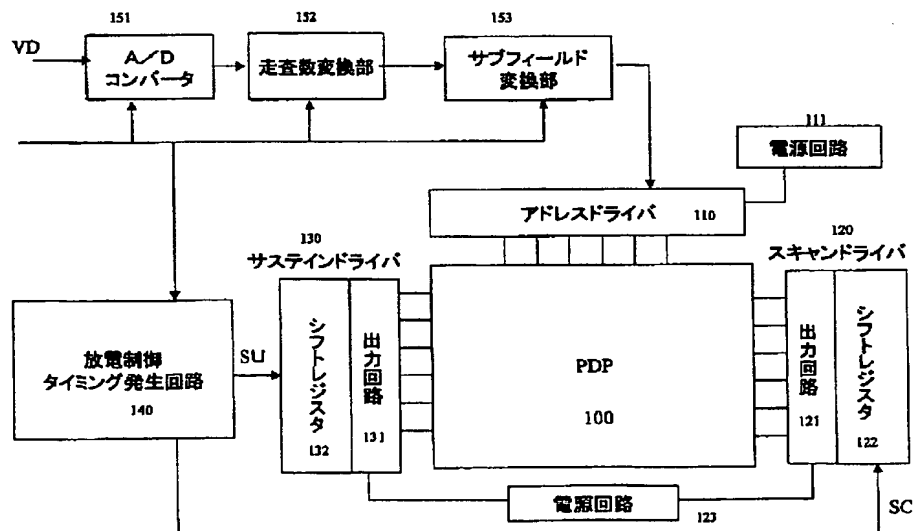 151
152
153
VD
A／D
コンバータ
走査数変換部
サブフィールド
変換部
111
電源回路
アドレスドライバ
110
130
サステインドライバ
120
スキャンドライバ
放電制御
タイミング発生回路
140
SU
シフトレジスタ
132
出力回路
131
PDP
100
出力回路
121
シフトレジスタ
122
電源回路
123
SC